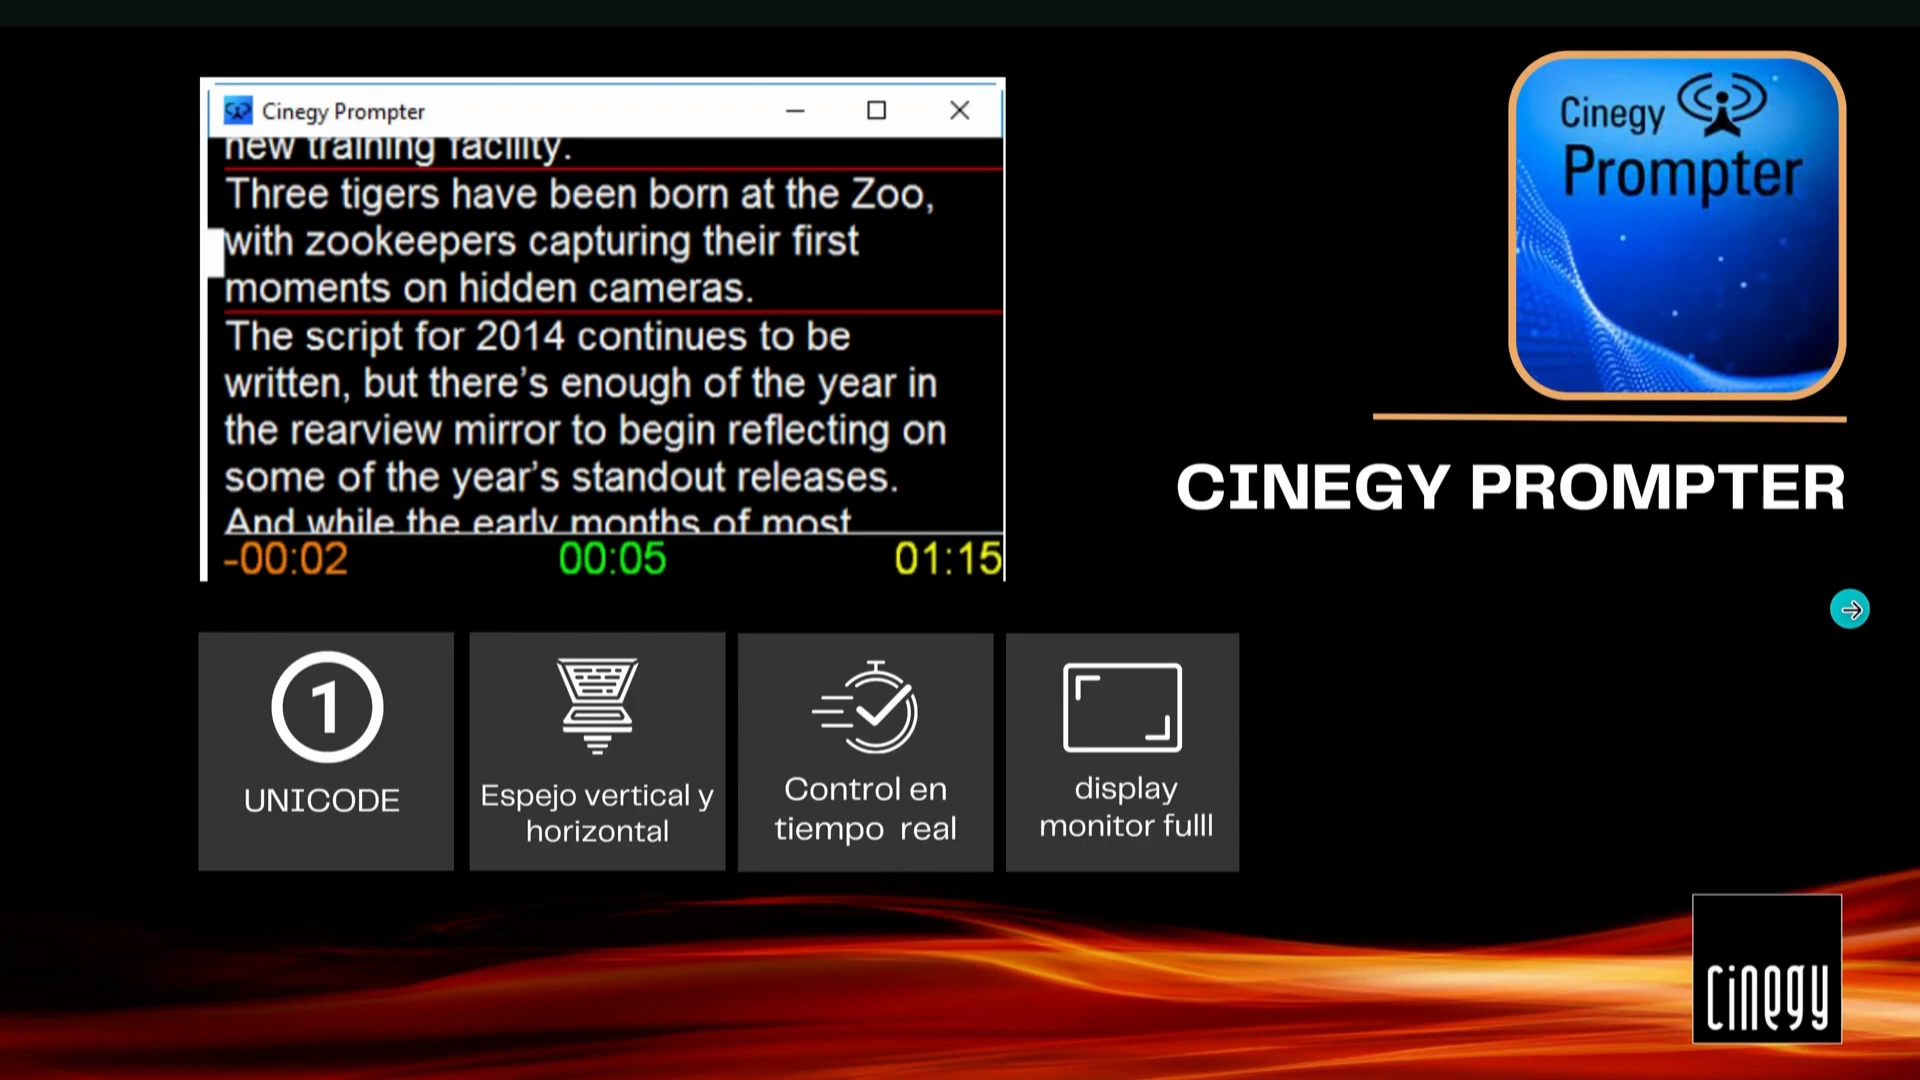 Cinegy Prompter
new training facility.
Three tigers have been born at the Zoo,
with zookeepers capturing their first
moments on hidden cameras.
The script for 2014 continues to be
written, but there’s enough of the year in
the rearview mirror to begin reflecting on
some of the year’s standout releases.
And while the early months of most
-00:02 00:05 01:15
Cinegy
Prompter
CINEGY PROMPTER
1
UNICODE
Espejo vertical y
horizontal
Control en
tiempo real
display
monitor fulll
cinegy